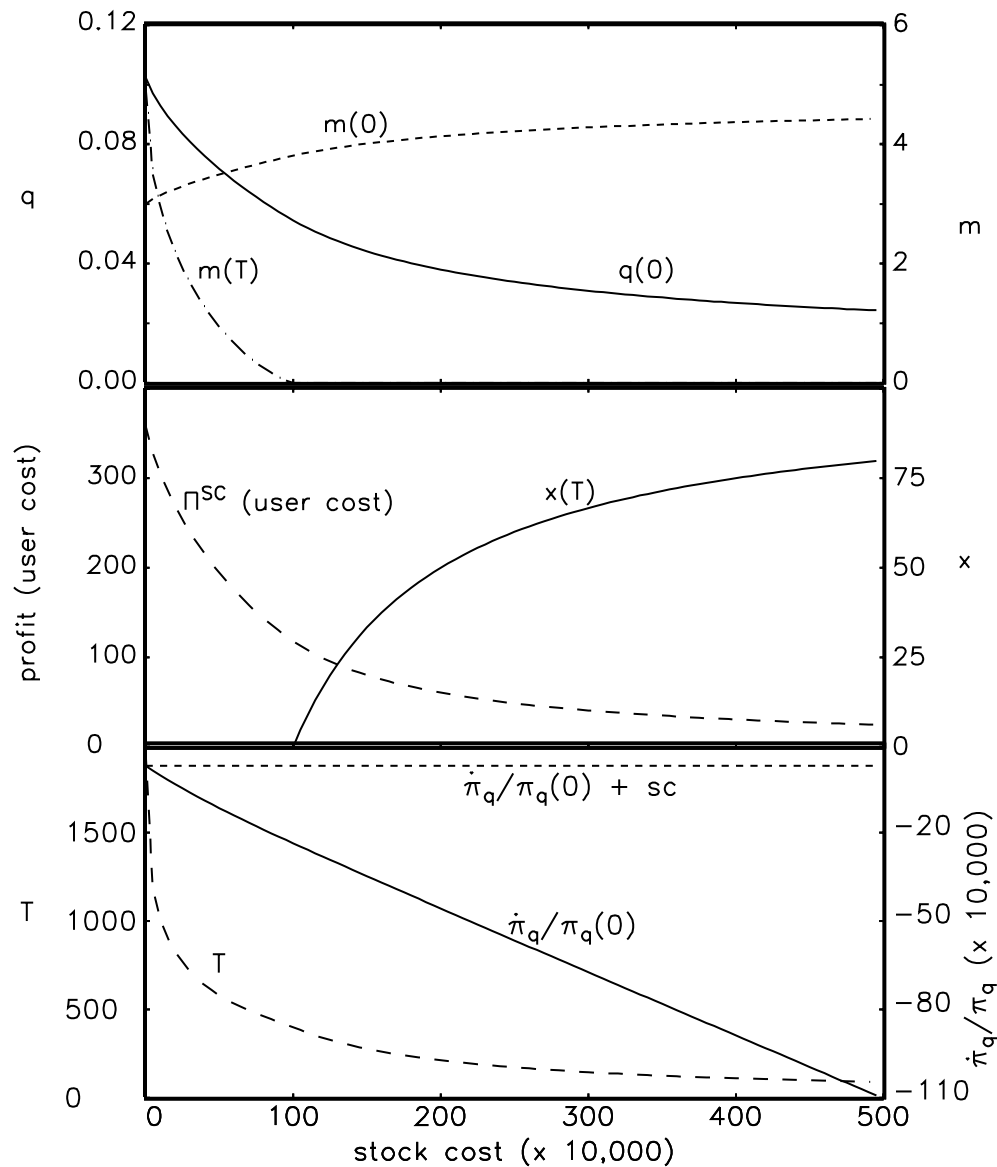 0.12
6
m(0)
0.08
4
q
m
m(T)
q(0)
0.04
2
0.00
0
profit (user cost)
300
75
Π^SC (user cost)
x(T)
200
50
x
100
25
0
0
π̇_q/π_q(0) + sc
1500
−20
T
1000
−50
π̇_q/π_q(0)
T
500
−80
π̇_q/π_q (x 10,000)
0
−110
0 100 200 300 400 500
stock cost (x 10,000)